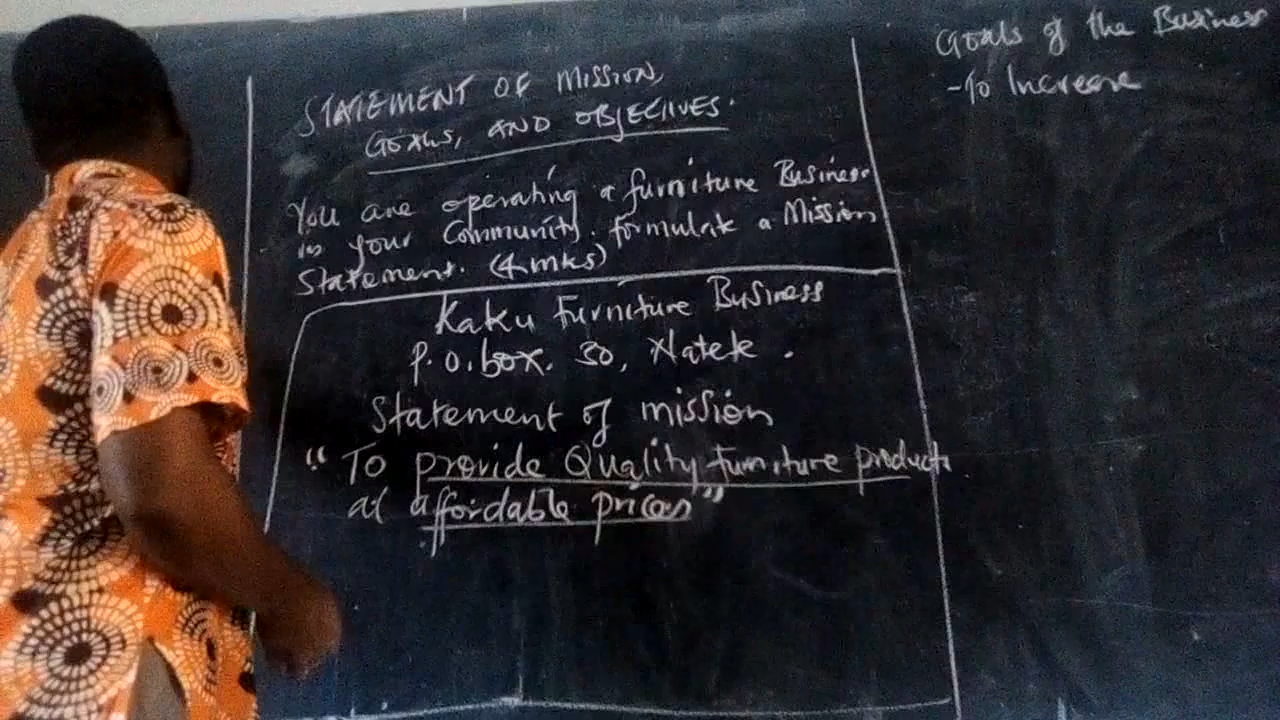 STATEMENT OF MISSION,
GOALS, AND OBJECTIVES.
You are operating a furniture Business
in your Community. formulate a Mission
Statement. (4mks)
Kaku Furniture Business
P.O.box. 30, Natete.
Statement of mission
"To provide Quality furniture products
at affordable prices"
Goals of the Business
-To Increase